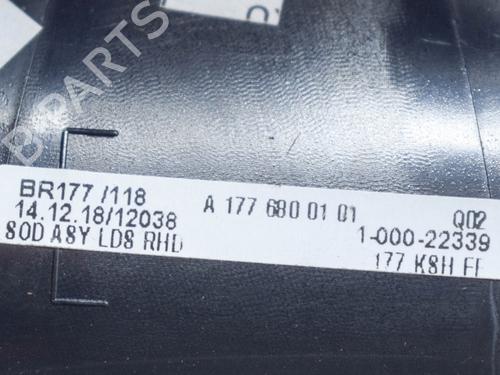 B-PARTS
BR177 /118
14.12.18/12038
80D A8Y LD8 RHD
A 177 680 01 01
Q02
1-000-22339
177 K8H FF